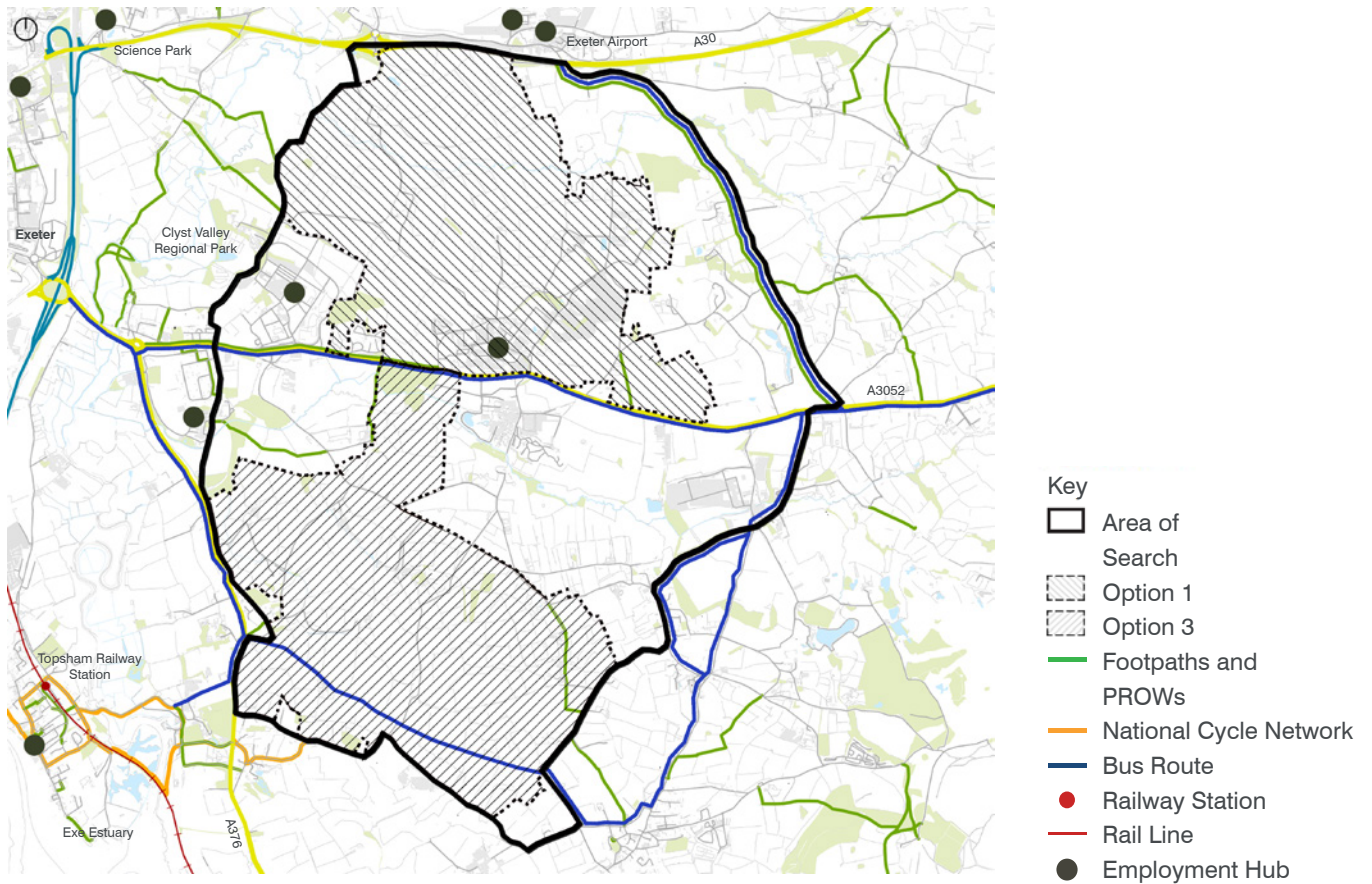 Science Park
Exeter Airport
A30
Exeter
Clyst Valley
Regional Park
A3052
Topsham Railway
Station
Exe Estuary
A376
Key
Area of
Search
Option 1
Option 3
Footpaths and
PROWs
National Cycle Network
Bus Route
Railway Station
Rail Line
Employment Hub